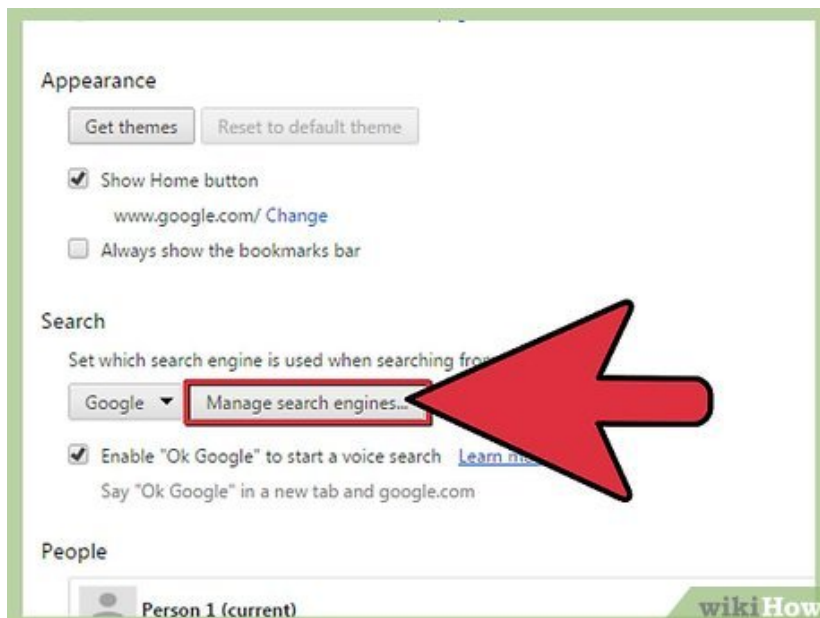 Appearance
Get themes Reset to default theme
Show Home button
www.google.com/ Change
Always show the bookmarks bar
Search
Set which search engine is used when searching from
Google Manage search engines...
Enable "Ok Google" to start a voice search Learn
Say "Ok Google" in a new tab and google.com
People
Person 1 (current)
wikiHow